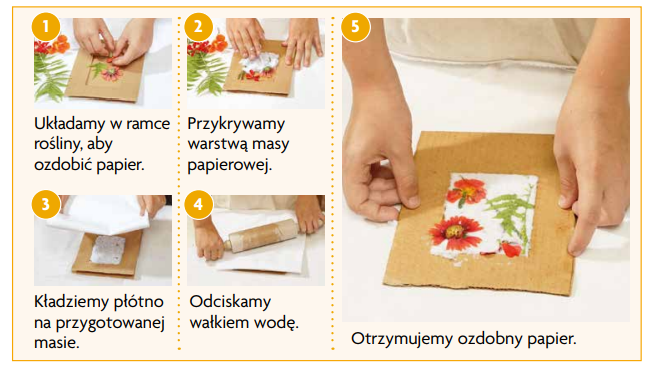 1
Układamy w ramce
rośliny, aby
ozdobić papier.
2
Przykrywamy
warstwą masy
papierowej.
3
Kładziemy płótno
na przygotowanej
masie.
4
Odciskamy
wałkiem wodę.
5
Otrzymujemy ozdobny papier.